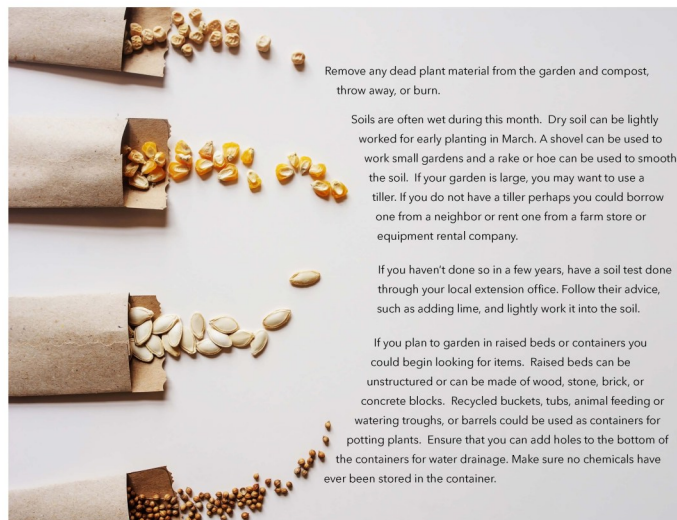 Remove any dead plant material from the garden and compost,
throw away, or burn.
Soils are often wet during this month.  Dry soil can be lightly
worked for early planting in March. A shovel can be used to
work small gardens and a rake or hoe can be used to smooth
the soil.  If your garden is large, you may want to use a
tiller. If you do not have a tiller perhaps you could borrow
one from a neighbor or rent one from a farm store or
equipment rental company.
If you haven’t done so in a few years, have a soil test done
through your local extension office. Follow their advice,
such as adding lime, and lightly work it into the soil.
If you plan to garden in raised beds or containers you
could begin looking for items.  Raised beds can be
unstructured or can be made of wood, stone, brick, or
concrete blocks.  Recycled buckets, tubs, animal feeding or
watering troughs, or barrels could be used as containers for
potting plants.  Ensure that you can add holes to the bottom of
the containers for water drainage. Make sure no chemicals have
ever been stored in the container.